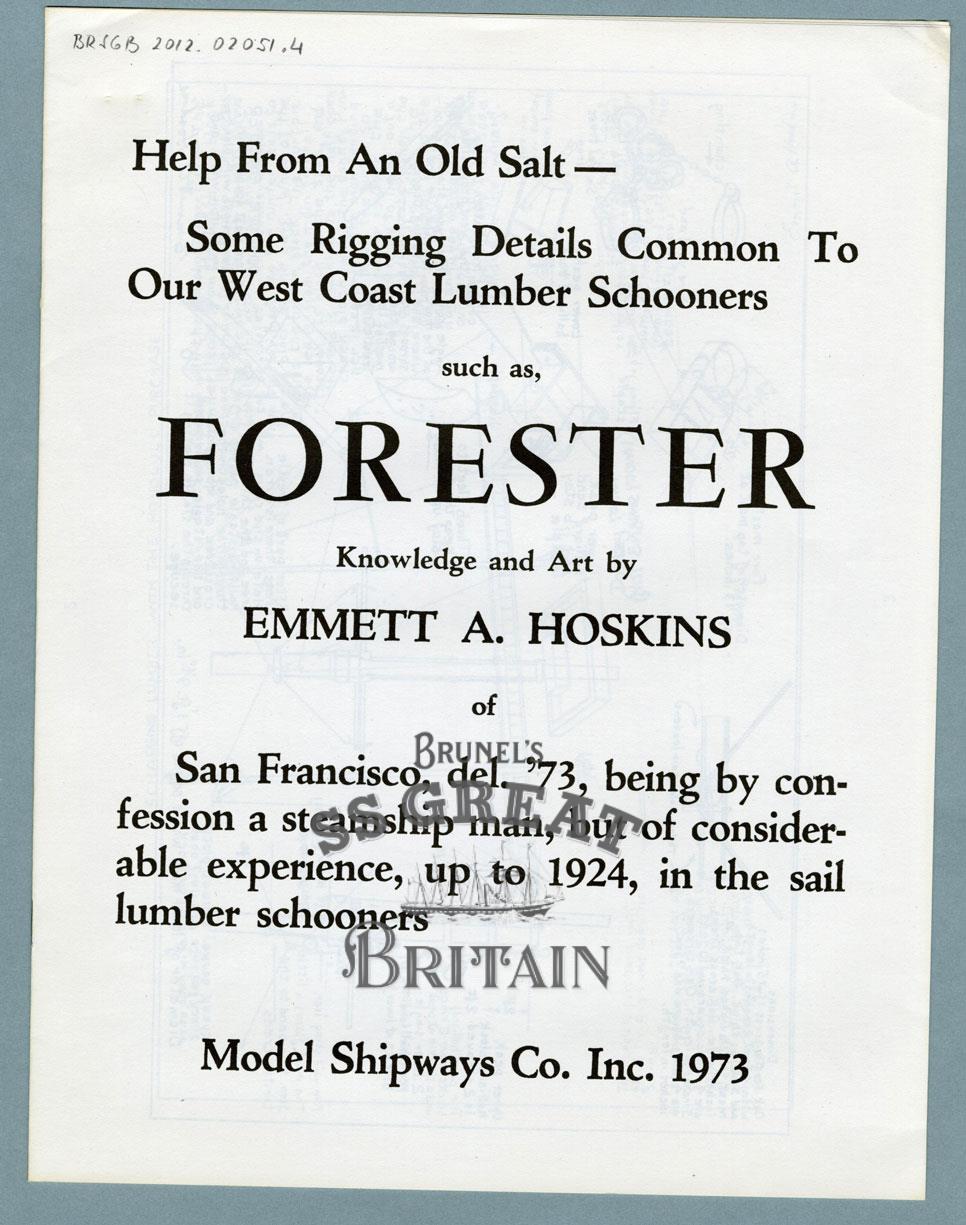 BRSGB 2012. 02051.4
Help From An Old Salt —
Some Rigging Details Common To
Our West Coast Lumber Schooners
such as,
FORESTER
Knowledge and Art by
EMMETT A. HOSKINS
of
San Francisco, del. '73, being by con-
fession a steamship man, but of consider-
able experience, up to 1924, in the sail
lumber schooners
BRUNEL'S
SS GREAT
BRITAIN
Model Shipways Co. Inc. 1973